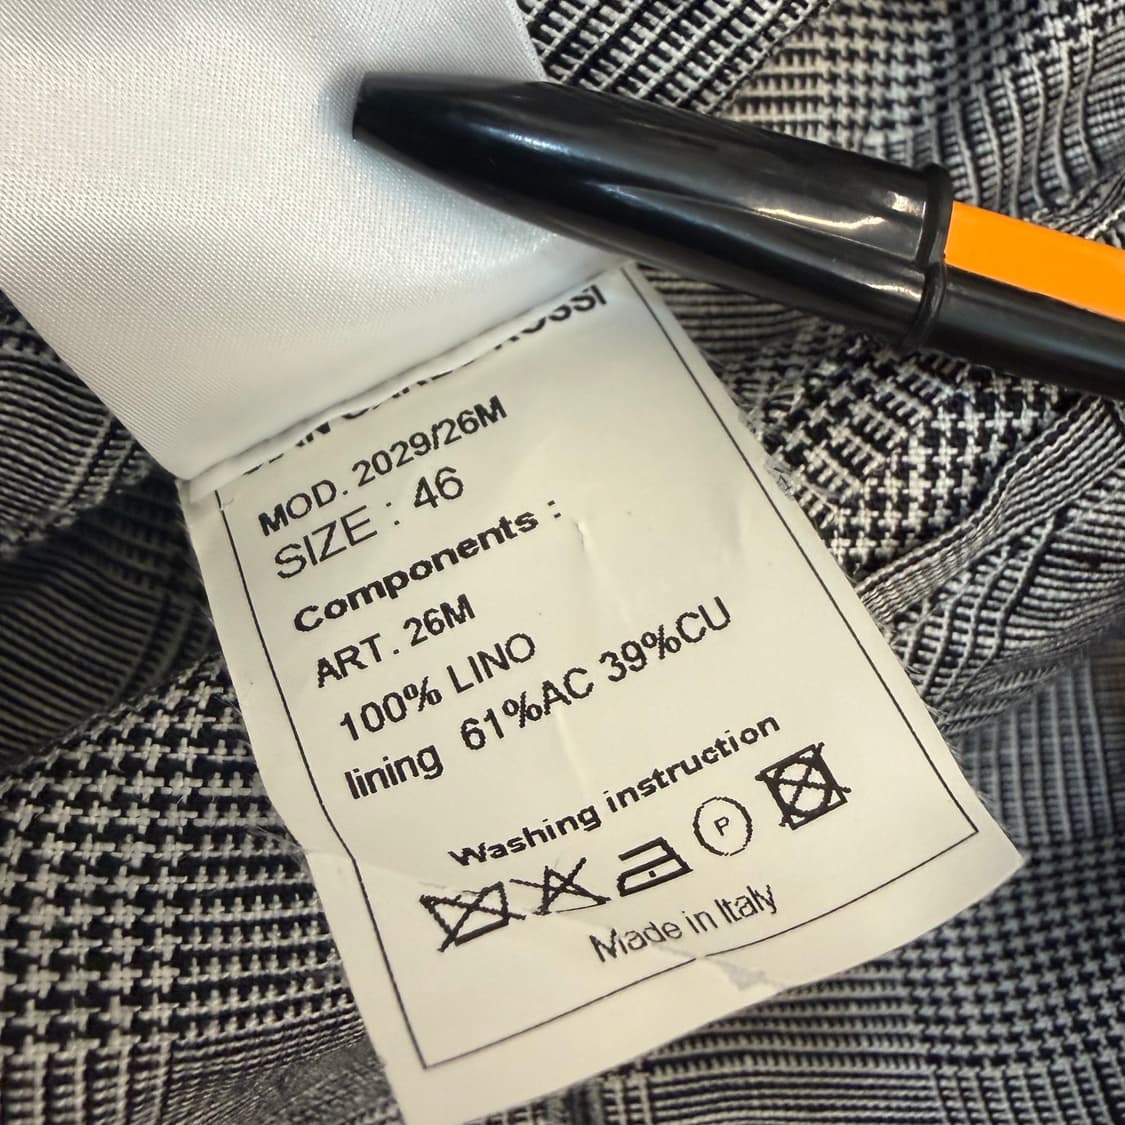 MOD. 2029/26M
SIZE : 46
Components :
ART. 26M
100% LINO
lining 61%AC 39%CU
Washing instruction
P
Made in Italy